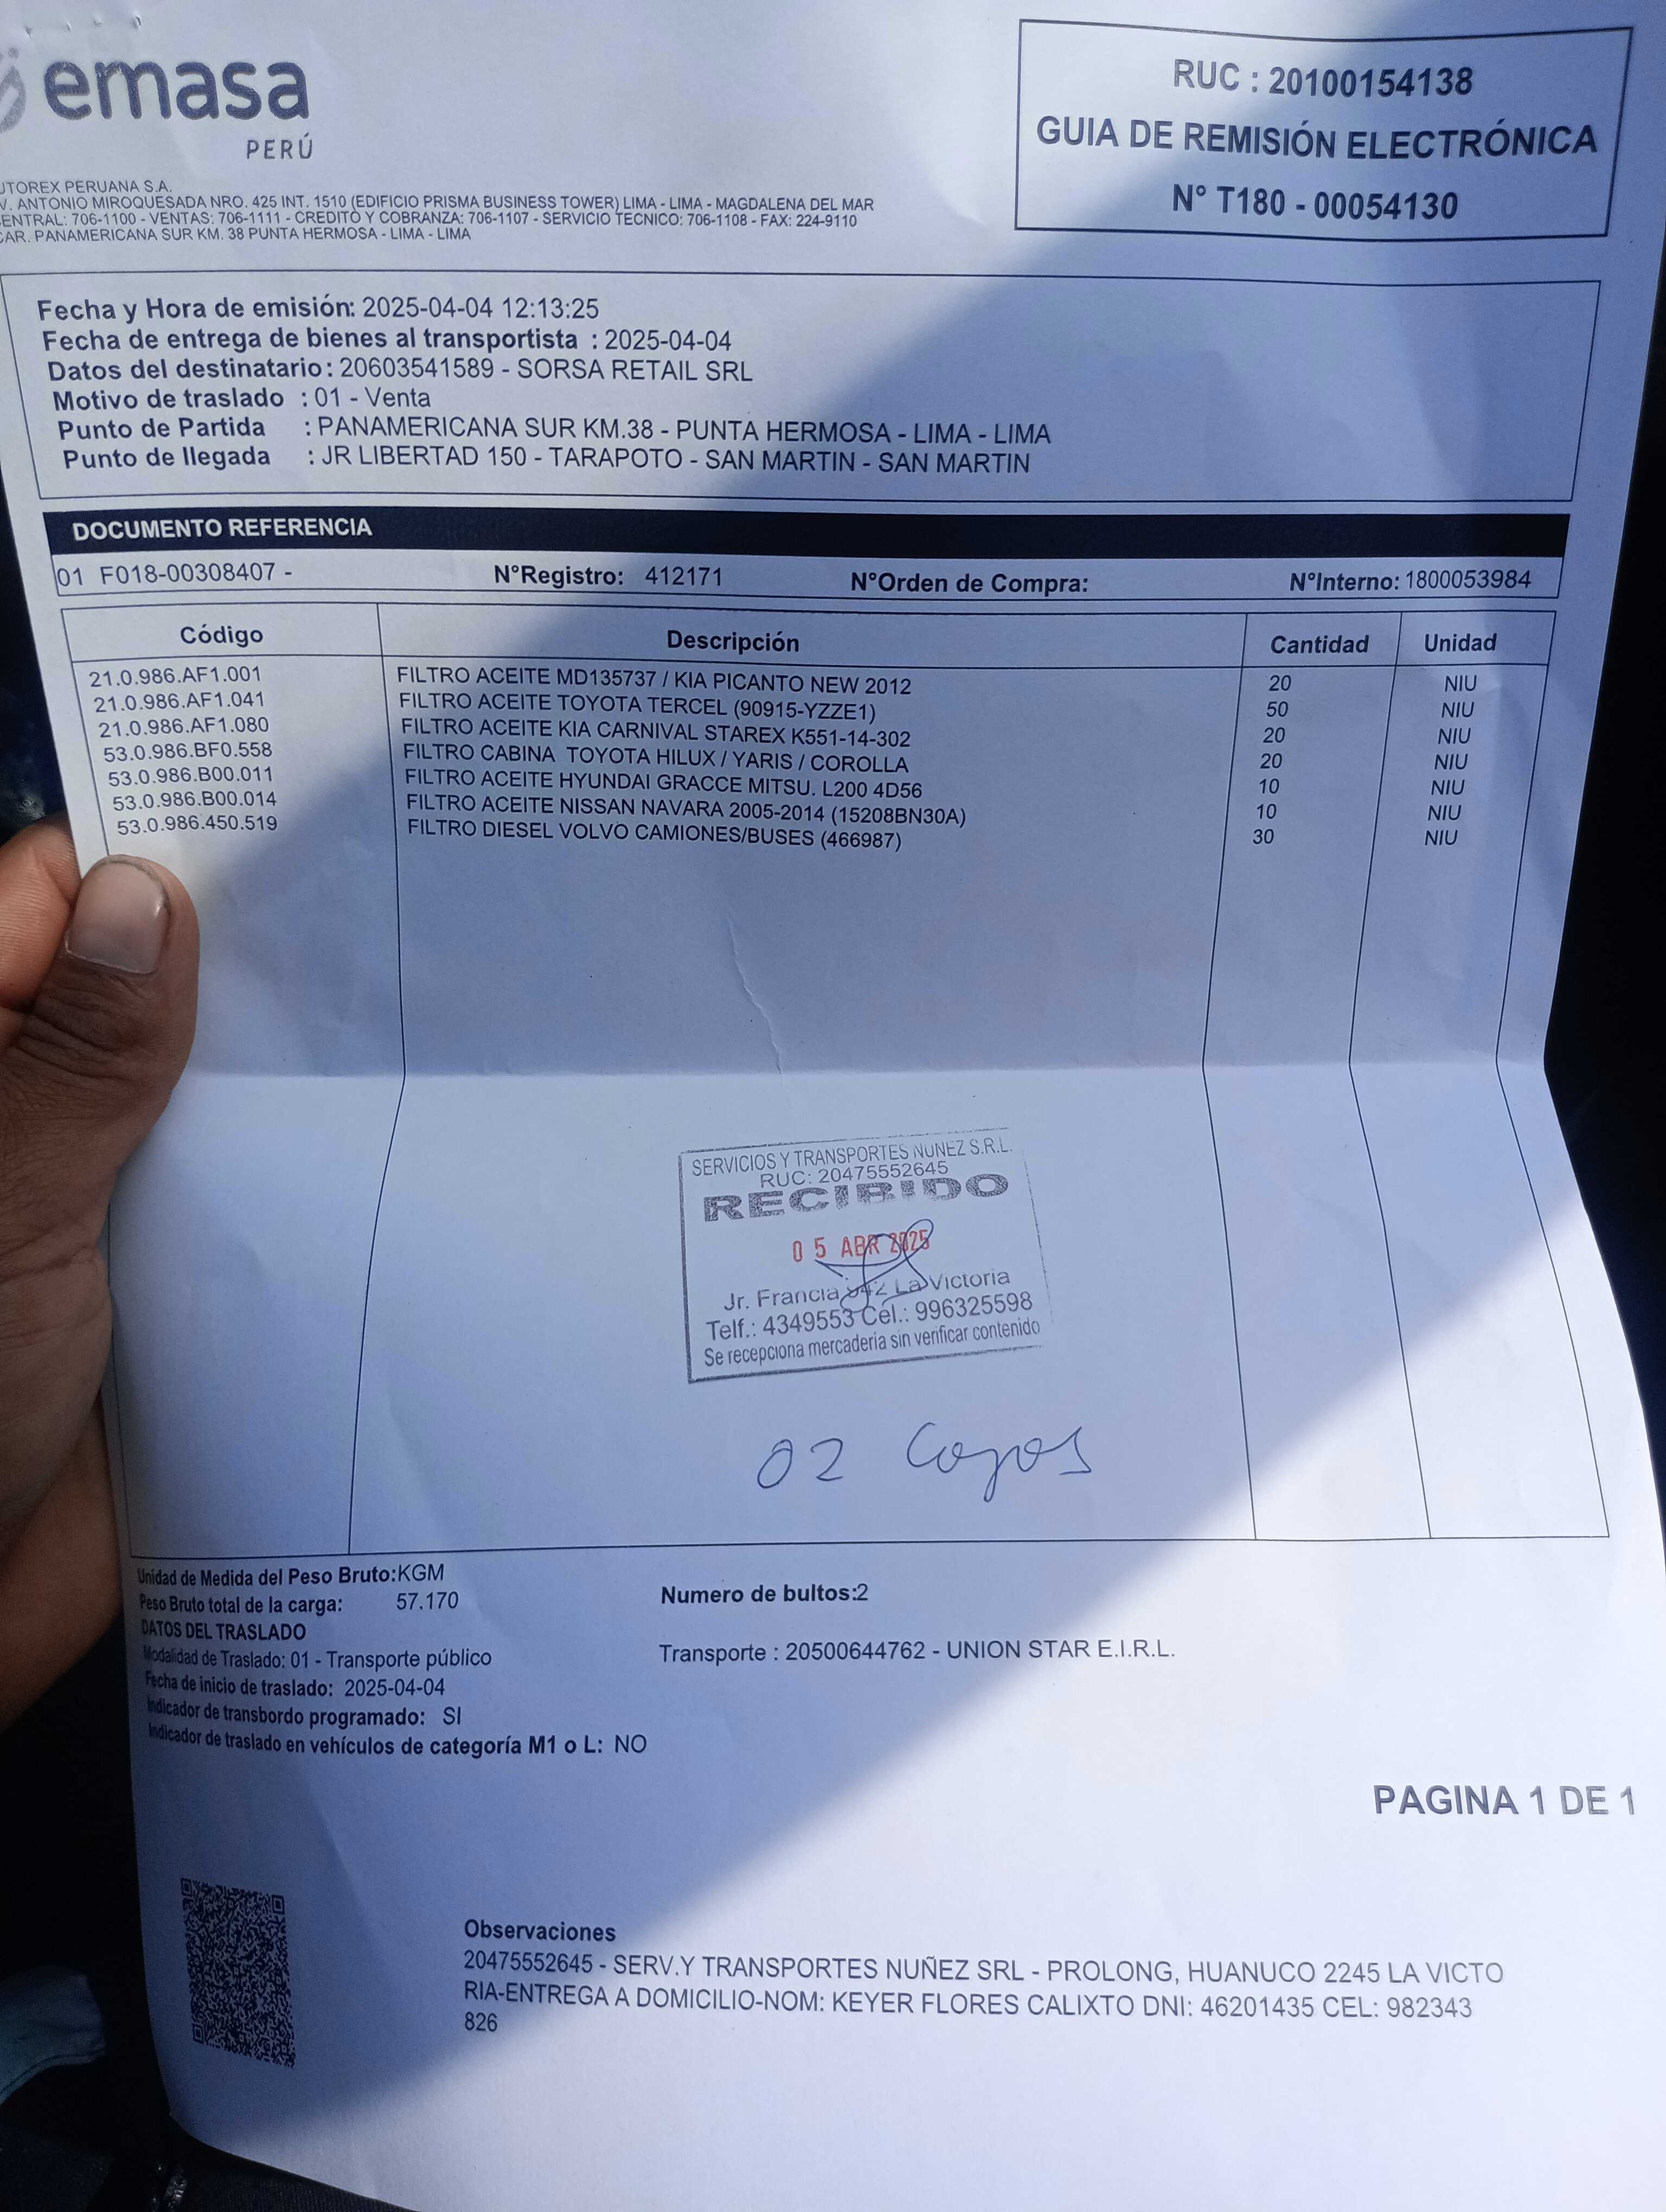 emasa
PERÚ
RUC : 20100154138
GUIA DE REMISIÓN ELECTRÓNICA
N° T180 - 00054130
UTOREX PERUANA S.A.
V. ANTONIO MIROQUESADA NRO. 425 INT. 1510 (EDIFICIO PRISMA BUSINESS TOWER) LIMA - LIMA - MAGDALENA DEL MAR
ENTRAL: 706-1100 - VENTAS: 706-1111 - CREDITO Y COBRANZA: 706-1107 - SERVICIO TECNICO: 706-1108 - FAX: 224-9110
CAR. PANAMERICANA SUR KM. 38 PUNTA HERMOSA - LIMA - LIMA
Fecha y Hora de emisión: 2025-04-04 12:13:25
Fecha de entrega de bienes al transportista : 2025-04-04
Datos del destinatario : 20603541589 - SORSA RETAIL SRL
Motivo de traslado : 01 - Venta
Punto de Partida : PANAMERICANA SUR KM.38 - PUNTA HERMOSA - LIMA - LIMA
Punto de llegada : JR LIBERTAD 150 - TARAPOTO - SAN MARTIN - SAN MARTIN
DOCUMENTO REFERENCIA
01 F018-00308407 - N°Registro: 412171 N°Orden de Compra: N°Interno: 1800053984
Código Descripción Cantidad Unidad
21.0.986.AF1.001 FILTRO ACEITE MD135737 / KIA PICANTO NEW 2012 20 NIU
21.0.986.AF1.041 FILTRO ACEITE TOYOTA TERCEL (90915-YZZE1) 50 NIU
21.0.986.AF1.080 FILTRO ACEITE KIA CARNIVAL STAREX K551-14-302 20 NIU
53.0.986.BF0.558 FILTRO CABINA TOYOTA HILUX / YARIS / COROLLA 20 NIU
53.0.986.B00.011 FILTRO ACEITE HYUNDAI GRACCE MITSU. L200 4D56 10 NIU
53.0.986.B00.014 FILTRO ACEITE NISSAN NAVARA 2005-2014 (15208BN30A) 10 NIU
53.0.986.450.519 FILTRO DIESEL VOLVO CAMIONES/BUSES (466987) 30 NIU
SERVICIOS Y TRANSPORTES NUÑEZ S.R.L.
RUC: 20475552645
RECIBIDO
05 ABR 2025
Jr. Francia La Victoria
Telf.: 4349553 Cel.: 996325598
Se recepciona mercaderia sin verificar contenido
02 Cajas
Unidad de Medida del Peso Bruto:KGM
Peso Bruto total de la carga: 57.170 Numero de bultos:2
DATOS DEL TRASLADO
Modalidad de Traslado: 01 - Transporte público Transporte : 20500644762 - UNION STAR E.I.R.L.
Fecha de inicio de traslado: 2025-04-04
Indicador de transbordo programado: SI
Indicador de traslado en vehículos de categoría M1 o L: NO
PAGINA 1 DE 1
Observaciones
20475552645 - SERV.Y TRANSPORTES NUÑEZ SRL - PROLONG, HUANUCO 2245 LA VICTO
RIA-ENTREGA A DOMICILIO-NOM: KEYER FLORES CALIXTO DNI: 46201435 CEL: 982343
826